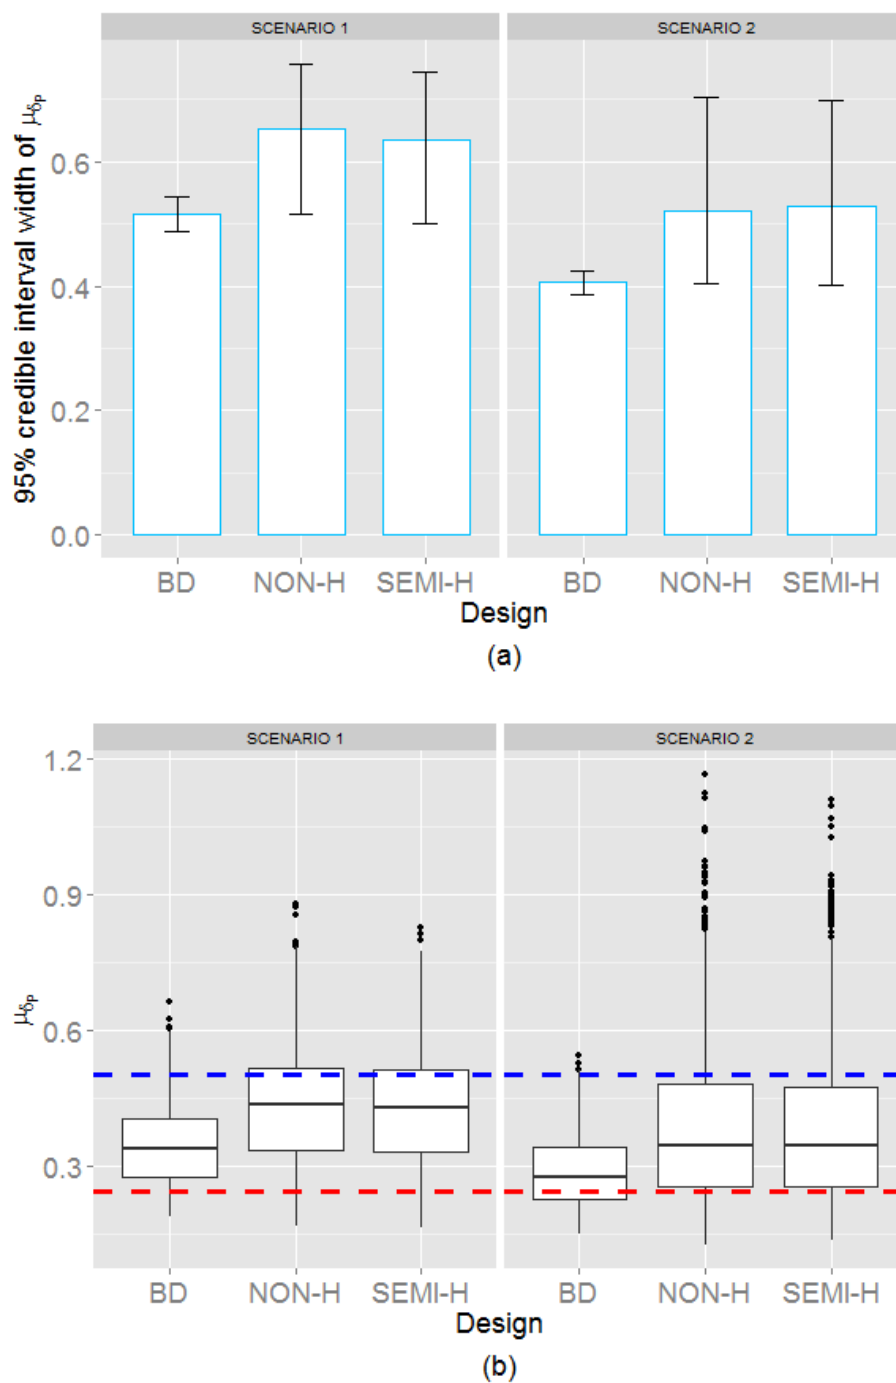 SCENARIO 1 SCENARIO 2
95% credible interval width of μδP
0.6
0.4
0.2
0.0
BD NON-H SEMI-H BD NON-H SEMI-H
Design
(a)
SCENARIO 1 SCENARIO 2
μδP
1.2
0.9
0.6
0.3
BD NON-H SEMI-H BD NON-H SEMI-H
Design
(b)